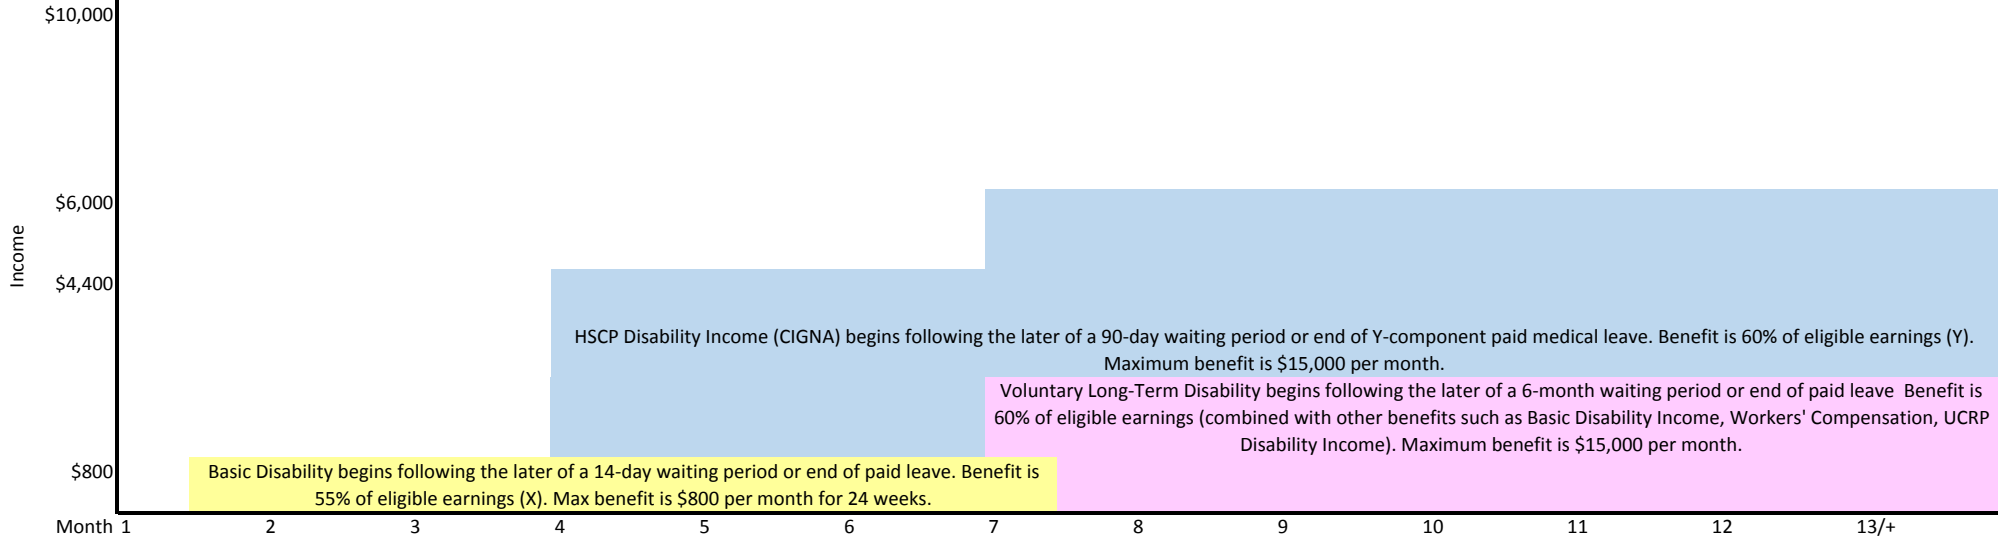 $10,000
$6,000
Income
$4,400
HSCP Disability Income (CIGNA) begins following the later of a 90-day waiting period or end of Y-component paid medical leave. Benefit is 60% of eligible earnings (Y).
Maximum benefit is $15,000 per month.
Voluntary Long-Term Disability begins following the later of a 6-month waiting period or end of paid leave  Benefit is
60% of eligible earnings (combined with other benefits such as Basic Disability Income, Workers' Compensation, UCRP
Disability Income). Maximum benefit is $15,000 per month.
$800
Basic Disability begins following the later of a 14-day waiting period or end of paid leave. Benefit is
55% of eligible earnings (X). Max benefit is $800 per month for 24 weeks.
Month 1 2 3 4 5 6 7 8 9 10 11 12 13/+